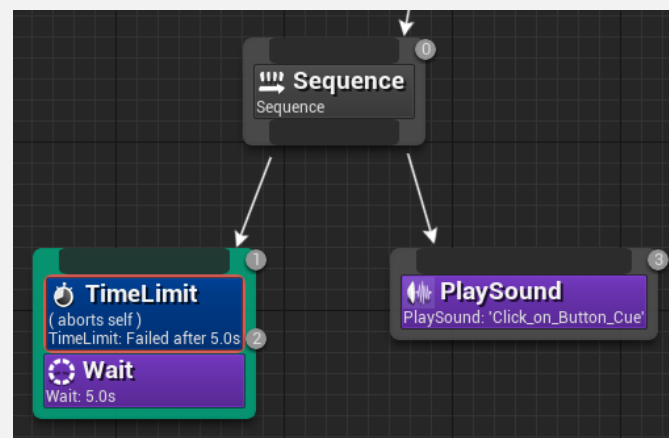 0
Sequence
Sequence
1
TimeLimit
( aborts self )
TimeLimit: Failed after 5.0s
2
Wait
Wait: 5.0s
3
PlaySound
PlaySound: 'Click_on_Button_Cue'